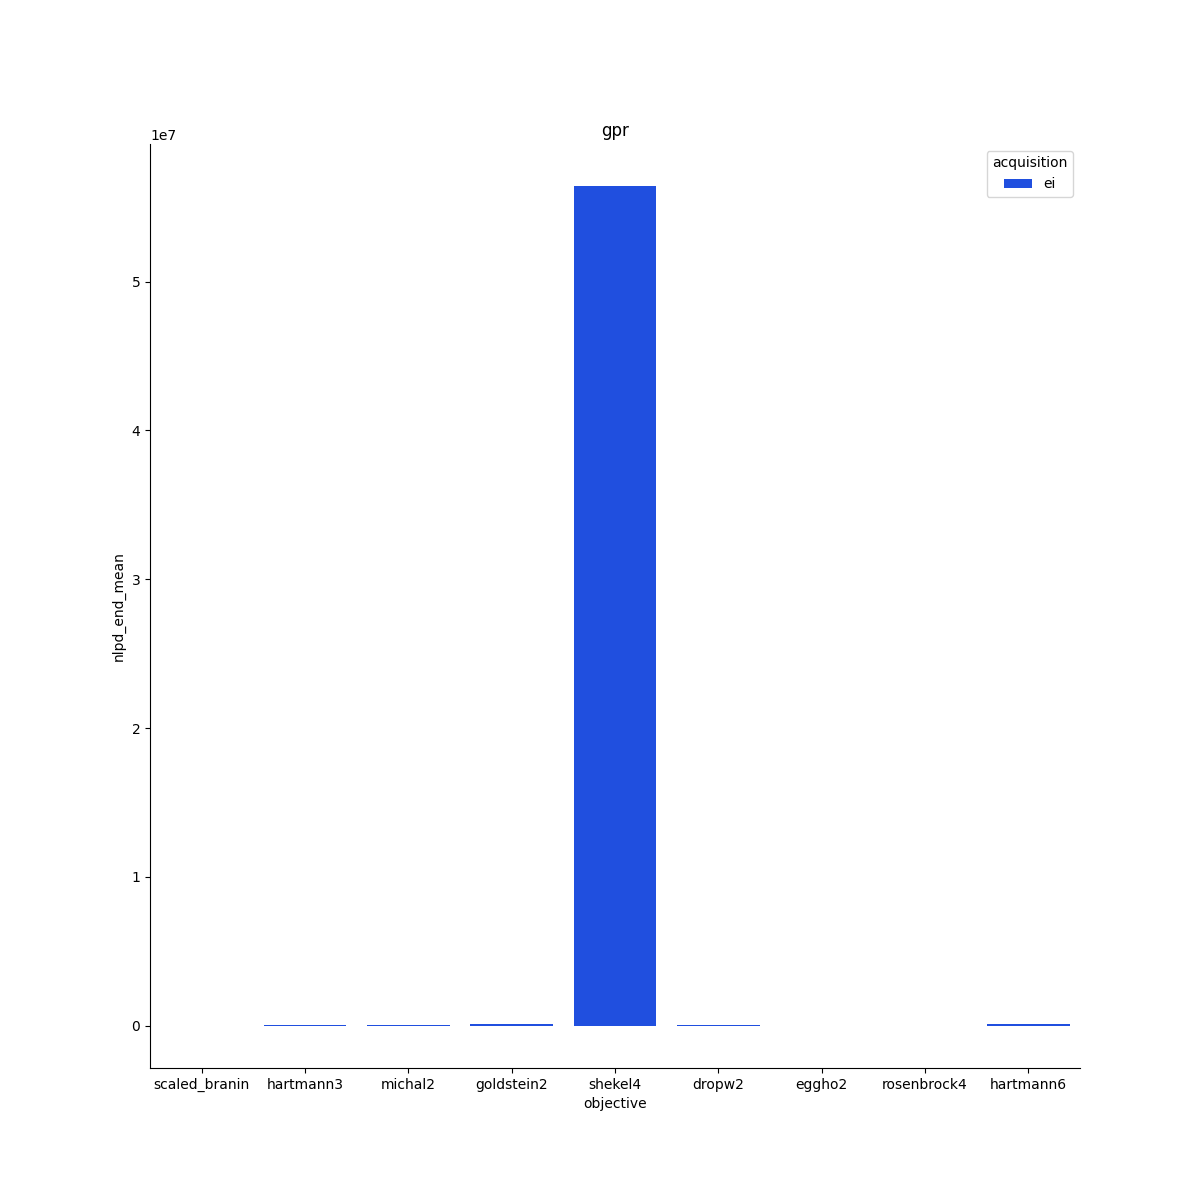 gpr
1e7
acquisition
ei
5
4
3
2
1
0
nlpd_end_mean
scaled_branin hartmann3 michal2 goldstein2 shekel4 dropw2 eggho2 rosenbrock4 hartmann6
objective